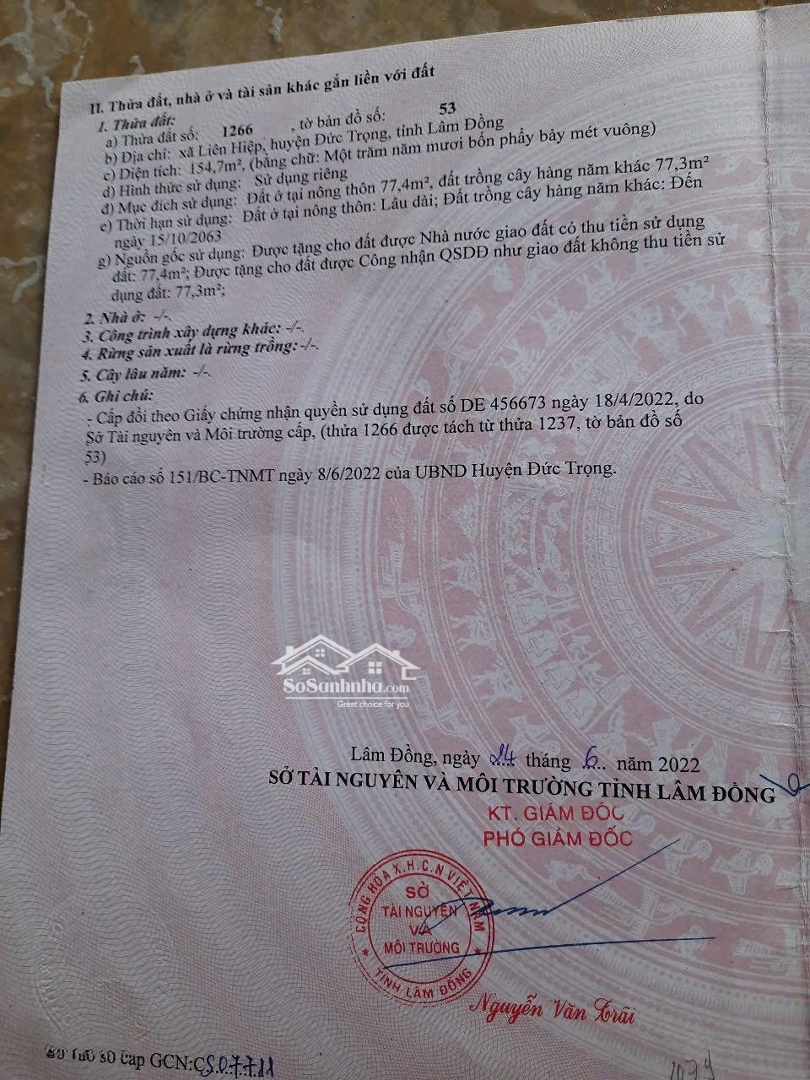 II. Thửa đất, nhà ở và tài sản khác gắn liền với đất
1. Thửa đất:
a) Thửa đất số: 1266 , tờ bản đồ số: 53
b) Địa chỉ: xã Liên Hiệp, huyện Đức Trọng, tỉnh Lâm Đồng
c) Diện tích: 154,7m², (bằng chữ: Một trăm năm mươi bốn phẩy bảy mét vuông)
d) Hình thức sử dụng: Sử dụng riêng
đ) Mục đích sử dụng: Đất ở tại nông thôn 77,4m², đất trồng cây hàng năm khác 77,3m²
e) Thời hạn sử dụng: Đất ở tại nông thôn: Lâu dài; Đất trồng cây hàng năm khác: Đến
ngày 15/10/2063
g) Nguồn gốc sử dụng: Được tặng cho đất được Nhà nước giao đất có thu tiền sử dụng
đất: 77,4m²; Được tặng cho đất được Công nhận QSDĐ như giao đất không thu tiền sử
dụng đất: 77,3m²;
2. Nhà ở: -/-.
3. Công trình xây dựng khác: -/-.
4. Rừng sản xuất là rừng trồng: -/-.
5. Cây lâu năm: -/-.
6. Ghi chú:
- Cấp đổi theo Giấy chứng nhận quyền sử dụng đất số DE 456673 ngày 18/4/2022, do
Sở Tài nguyên và Môi trường cấp, (thửa 1266 được tách từ thửa 1237, tờ bản đồ số
53)
- Báo cáo số 151/BC-TNMT ngày 8/6/2022 của UBND Huyện Đức Trọng.
SoSanhnha.com
Great choice for you
Lâm Đồng, ngày 24 tháng 6 năm 2022
SỞ TÀI NGUYÊN VÀ MÔI TRƯỜNG TỈNH LÂM ĐỒNG
KT. GIÁM ĐỐC
PHÓ GIÁM ĐỐC
CỘNG HÒA X.H.C.N VIỆT NAM
SỞ
TÀI NGUYÊN
VÀ
MÔI TRƯỜNG
TỈNH LÂM ĐỒNG
Nguyễn Văn Trãi
số cấp GCN: CS.07711